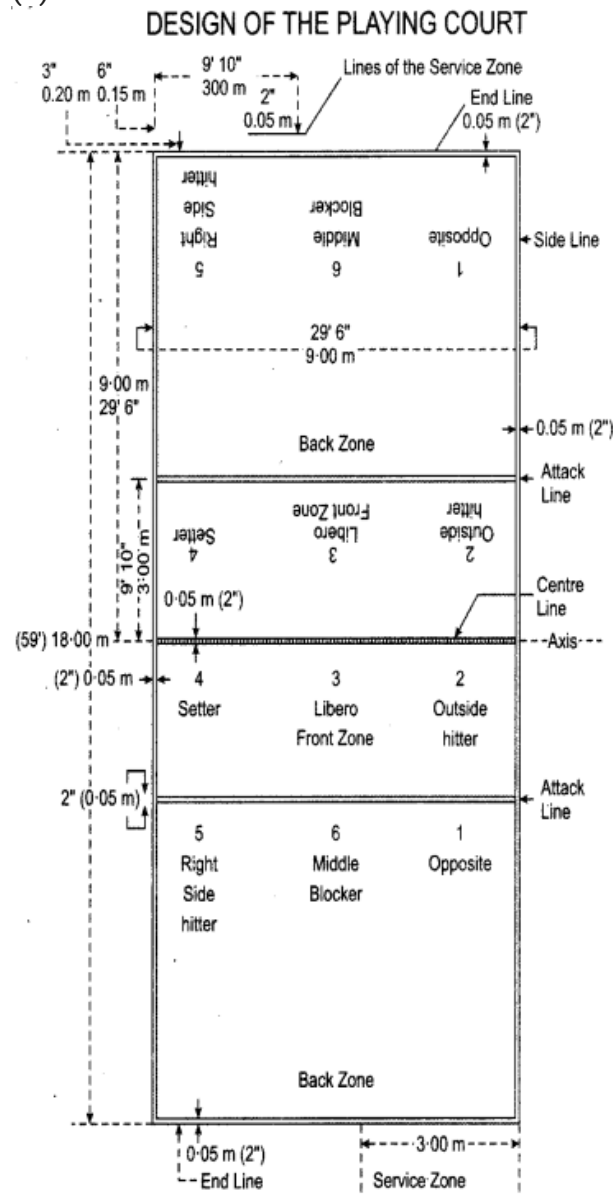 DESIGN OF THE PLAYING COURT
3" 6" 9' 10" Lines of the Service Zone
0.20 m 0.15 m 300 m
2" End Line
0.05 m 0.05 m (2")
hitter
Side Blocker
Right Middle Opposite
5 6 1
Side Line
29' 6"
9·00 m
9·00 m
29' 6"
0.05 m (2")
Back Zone
Attack
Line
Front Zone hitter
Setter Libero Outside
4 3 2
9' 10"
3·00 m
0.05 m (2")
Centre
Line
(59') 18·00 m Axis
(2") 0.05 m
4 3 2
Setter Libero Outside
Front Zone hitter
2" (0.05 m)
Attack
Line
5 6 1
Right Middle Opposite
Side Blocker
hitter
Back Zone
0·05 m (2") 3.00 m
End Line Service Zone